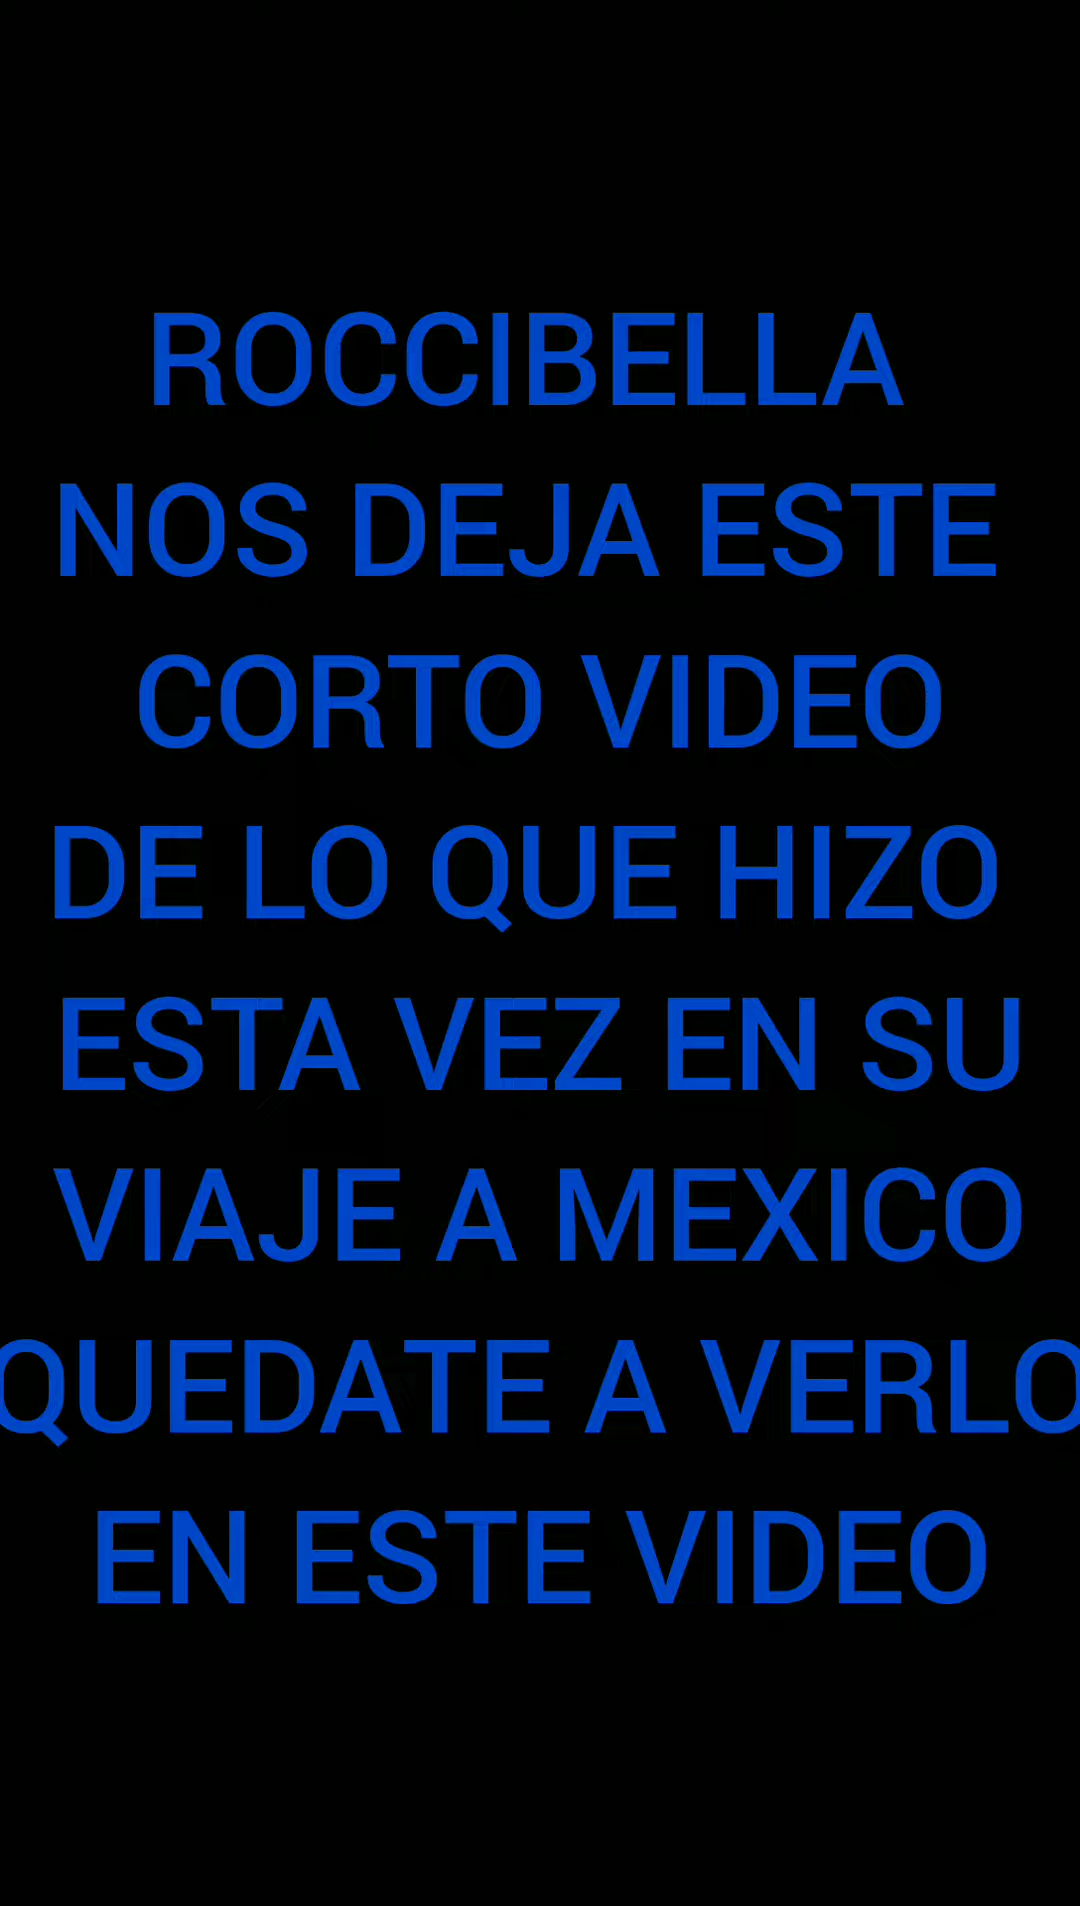 ROCCIBELLA
NOS DEJA ESTE
CORTO VIDEO
DE LO QUE HIZO
ESTA VEZ EN SU
VIAJE A MEXICO
QUEDATE A VERLO
EN ESTE VIDEO